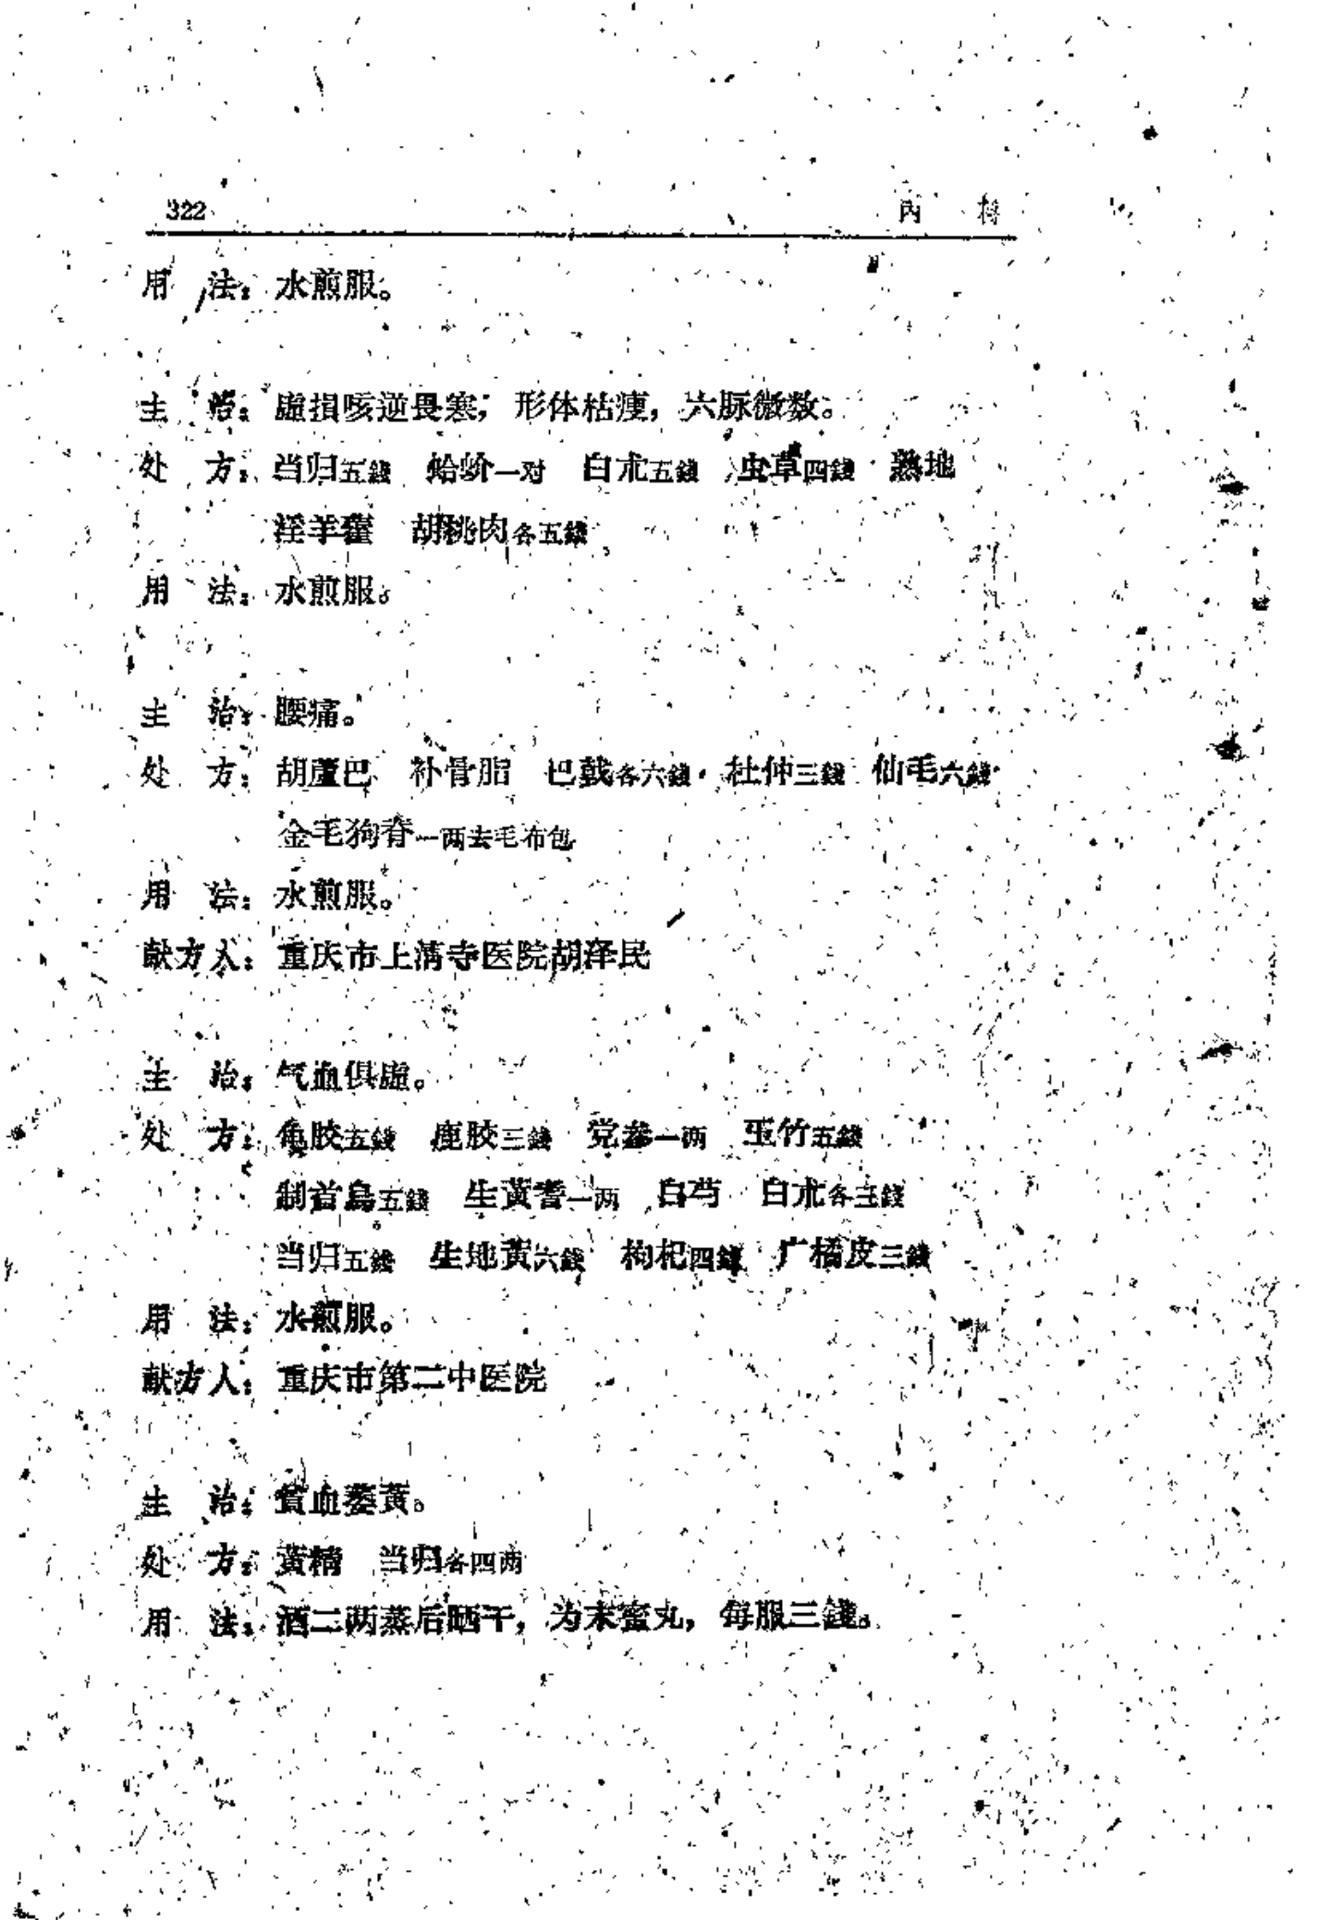 322 内 科
用 法：水煎服。
主 治：虛損咳逆畏寒，形体枯瘦，六脉微数。
处 方：当归五錢 蛤蚧一对 白朮五錢 虫草四錢 熟地
淫羊藿 胡桃肉各五錢
用 法：水煎服。
主 治：腰痛。
处 方：胡蘆巴 补骨脂 巴戟各六錢 杜仲三錢 仙毛六錢
金毛狗脊一两去毛布包
用 法：水煎服。
献方人：重庆市上清寺医院胡泽民
主 治：气血俱虛。
处 方：龟胶五錢 鹿胶三錢 党参一两 玉竹五錢
制首烏五錢 生黃耆一两 白芍 白朮各三錢
当归五錢 生地黃六錢 枸杞四錢 广橘皮三錢
用 法：水煎服。
献方人：重庆市第二中医院
主 治：貧血萎黃。
处 方：黃精 当归各四两
用 法：酒二两蒸后晒干，为末蜜丸，每服三錢。